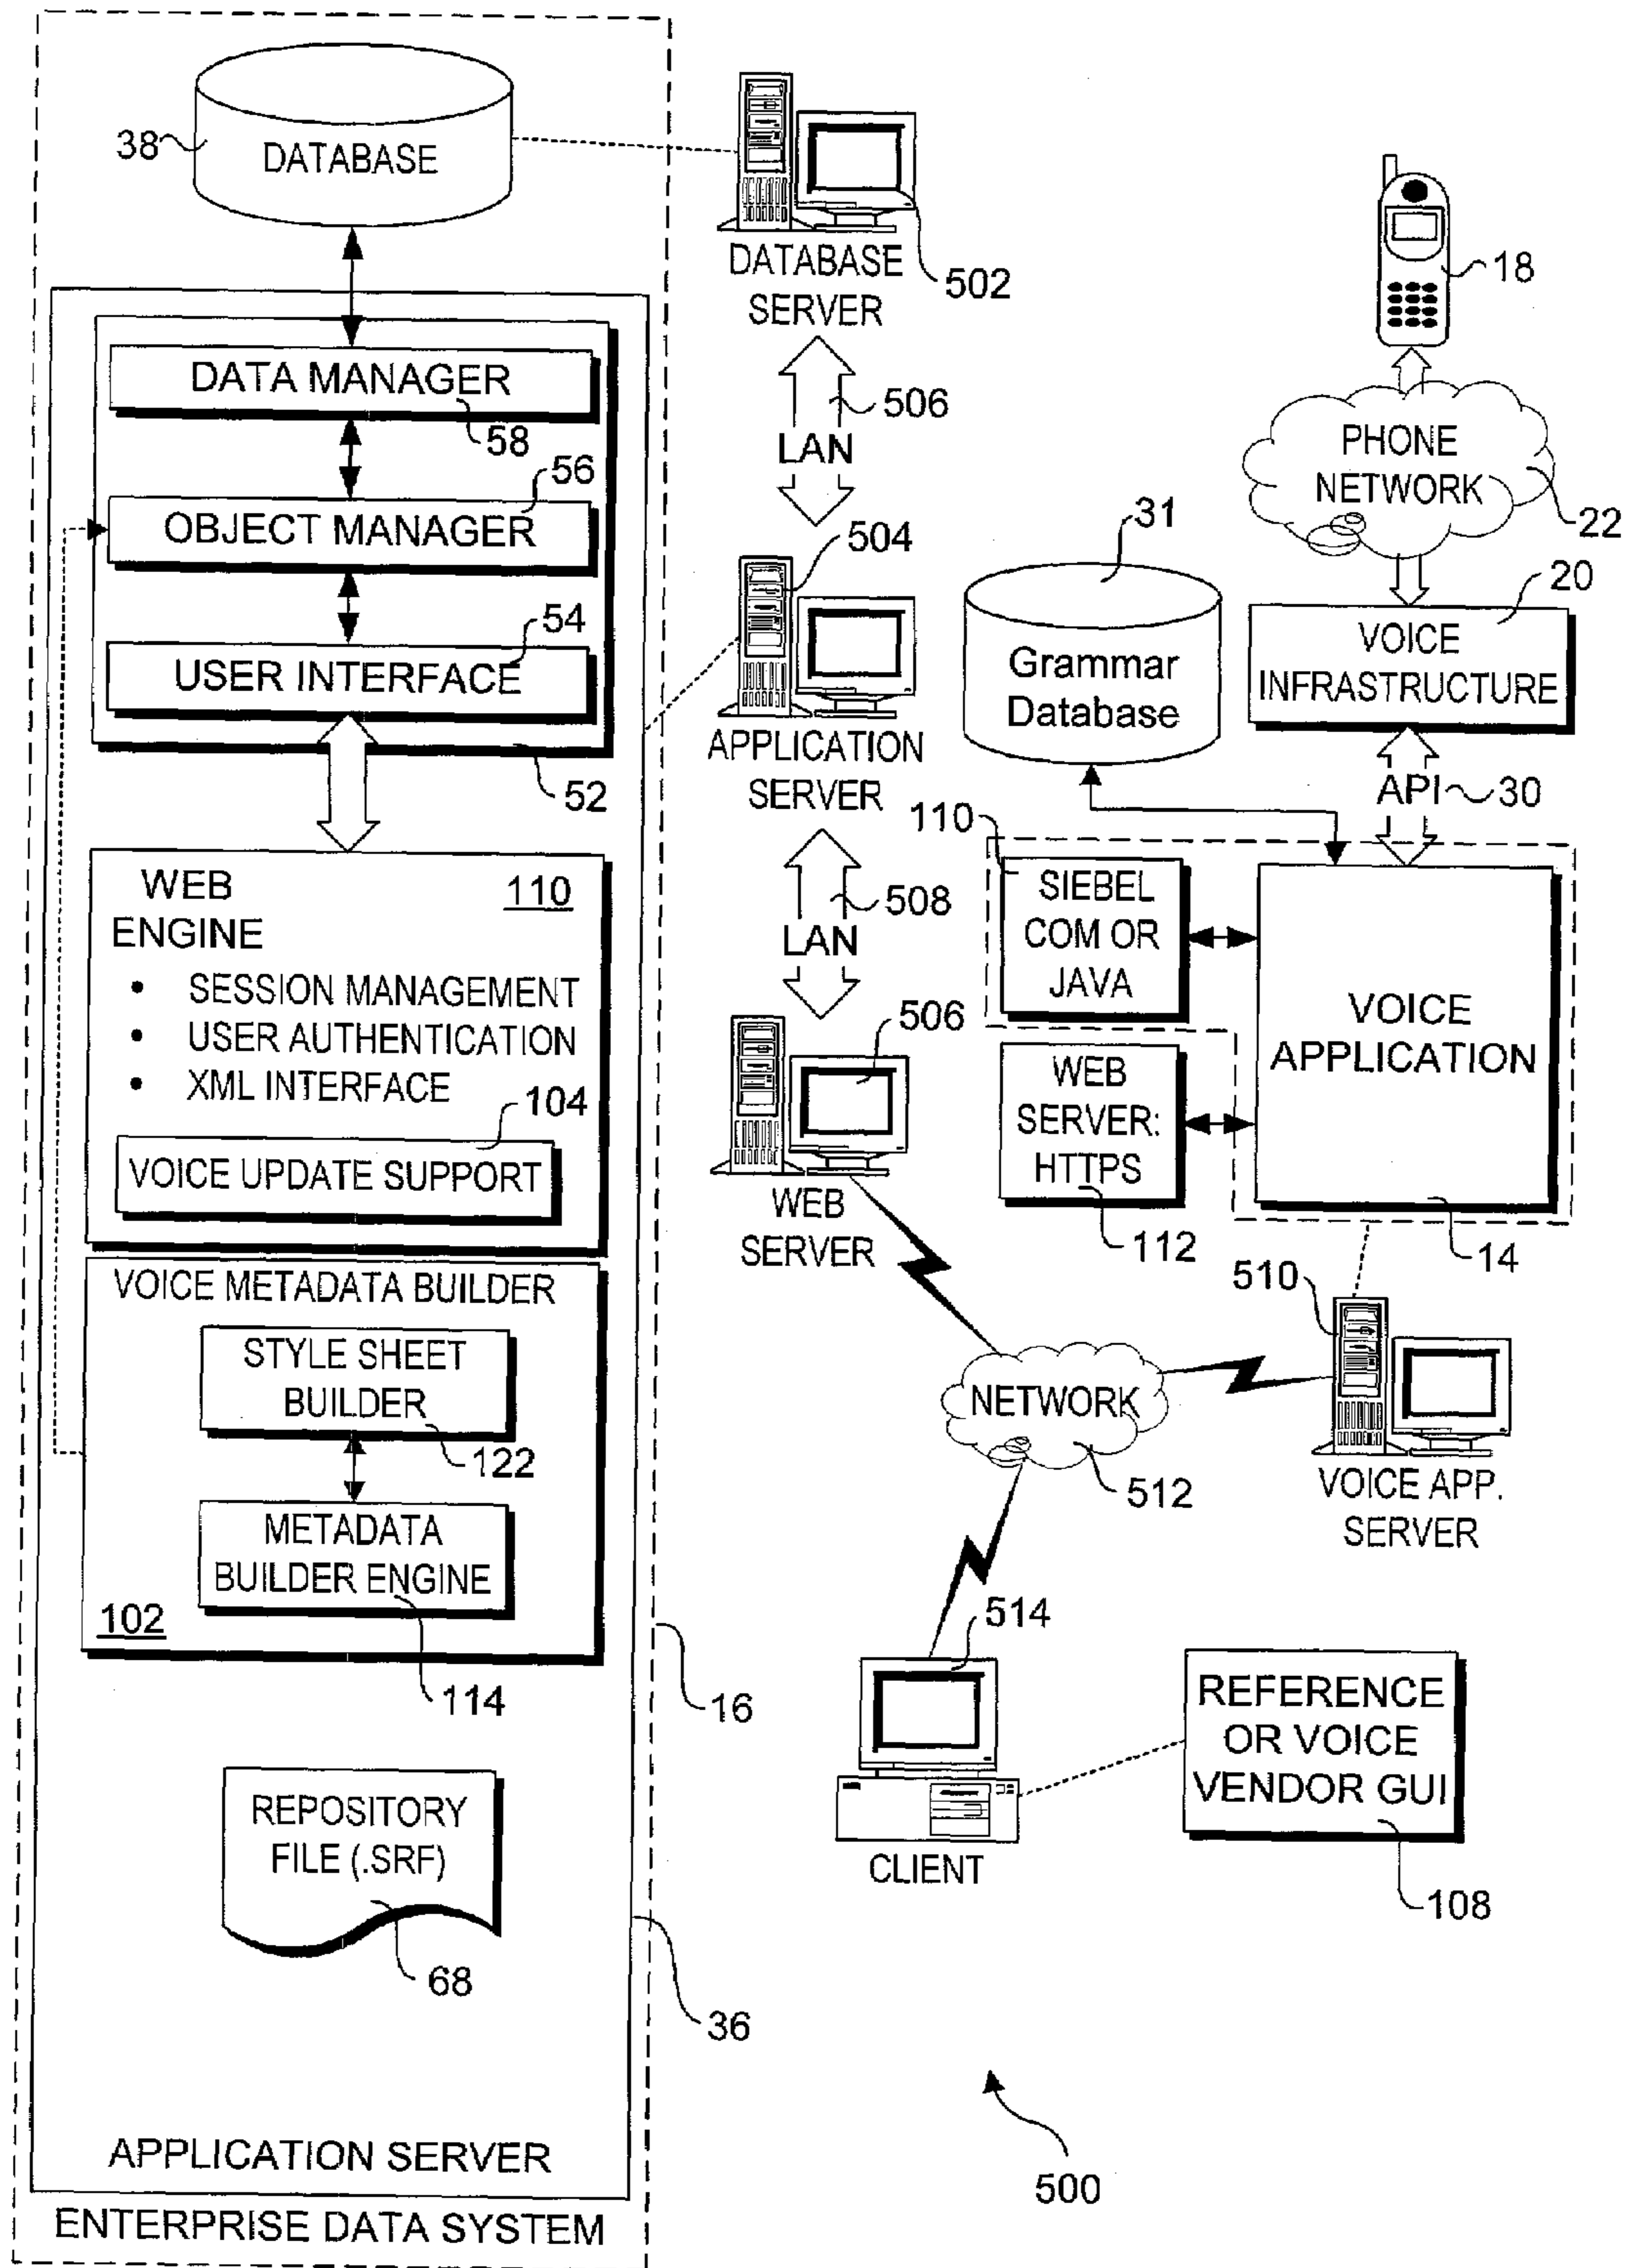 38
DATABASE
DATABASE
SERVER
502
DATA MANAGER
58
56
OBJECT MANAGER
54
USER INTERFACE
52
WEB
ENGINE
110
• SESSION MANAGEMENT
• USER AUTHENTICATION
• XML INTERFACE
104
VOICE UPDATE SUPPORT
VOICE METADATA BUILDER
STYLE SHEET
BUILDER
122
METADATA
BUILDER ENGINE
102
114
16
REPOSITORY
FILE (.SRF)
68
36
APPLICATION SERVER
ENTERPRISE DATA SYSTEM
506
LAN
504
APPLICATION
SERVER
508
LAN
506
WEB
SERVER
18
PHONE
NETWORK
22
31
Grammar
Database
20
VOICE
INFRASTRUCTURE
API
30
110
SIEBEL
COM OR
JAVA
WEB
SERVER:
HTTPS
112
VOICE
APPLICATION
14
510
VOICE APP.
SERVER
NETWORK
512
514
CLIENT
REFERENCE
OR VOICE
VENDOR GUI
108
500